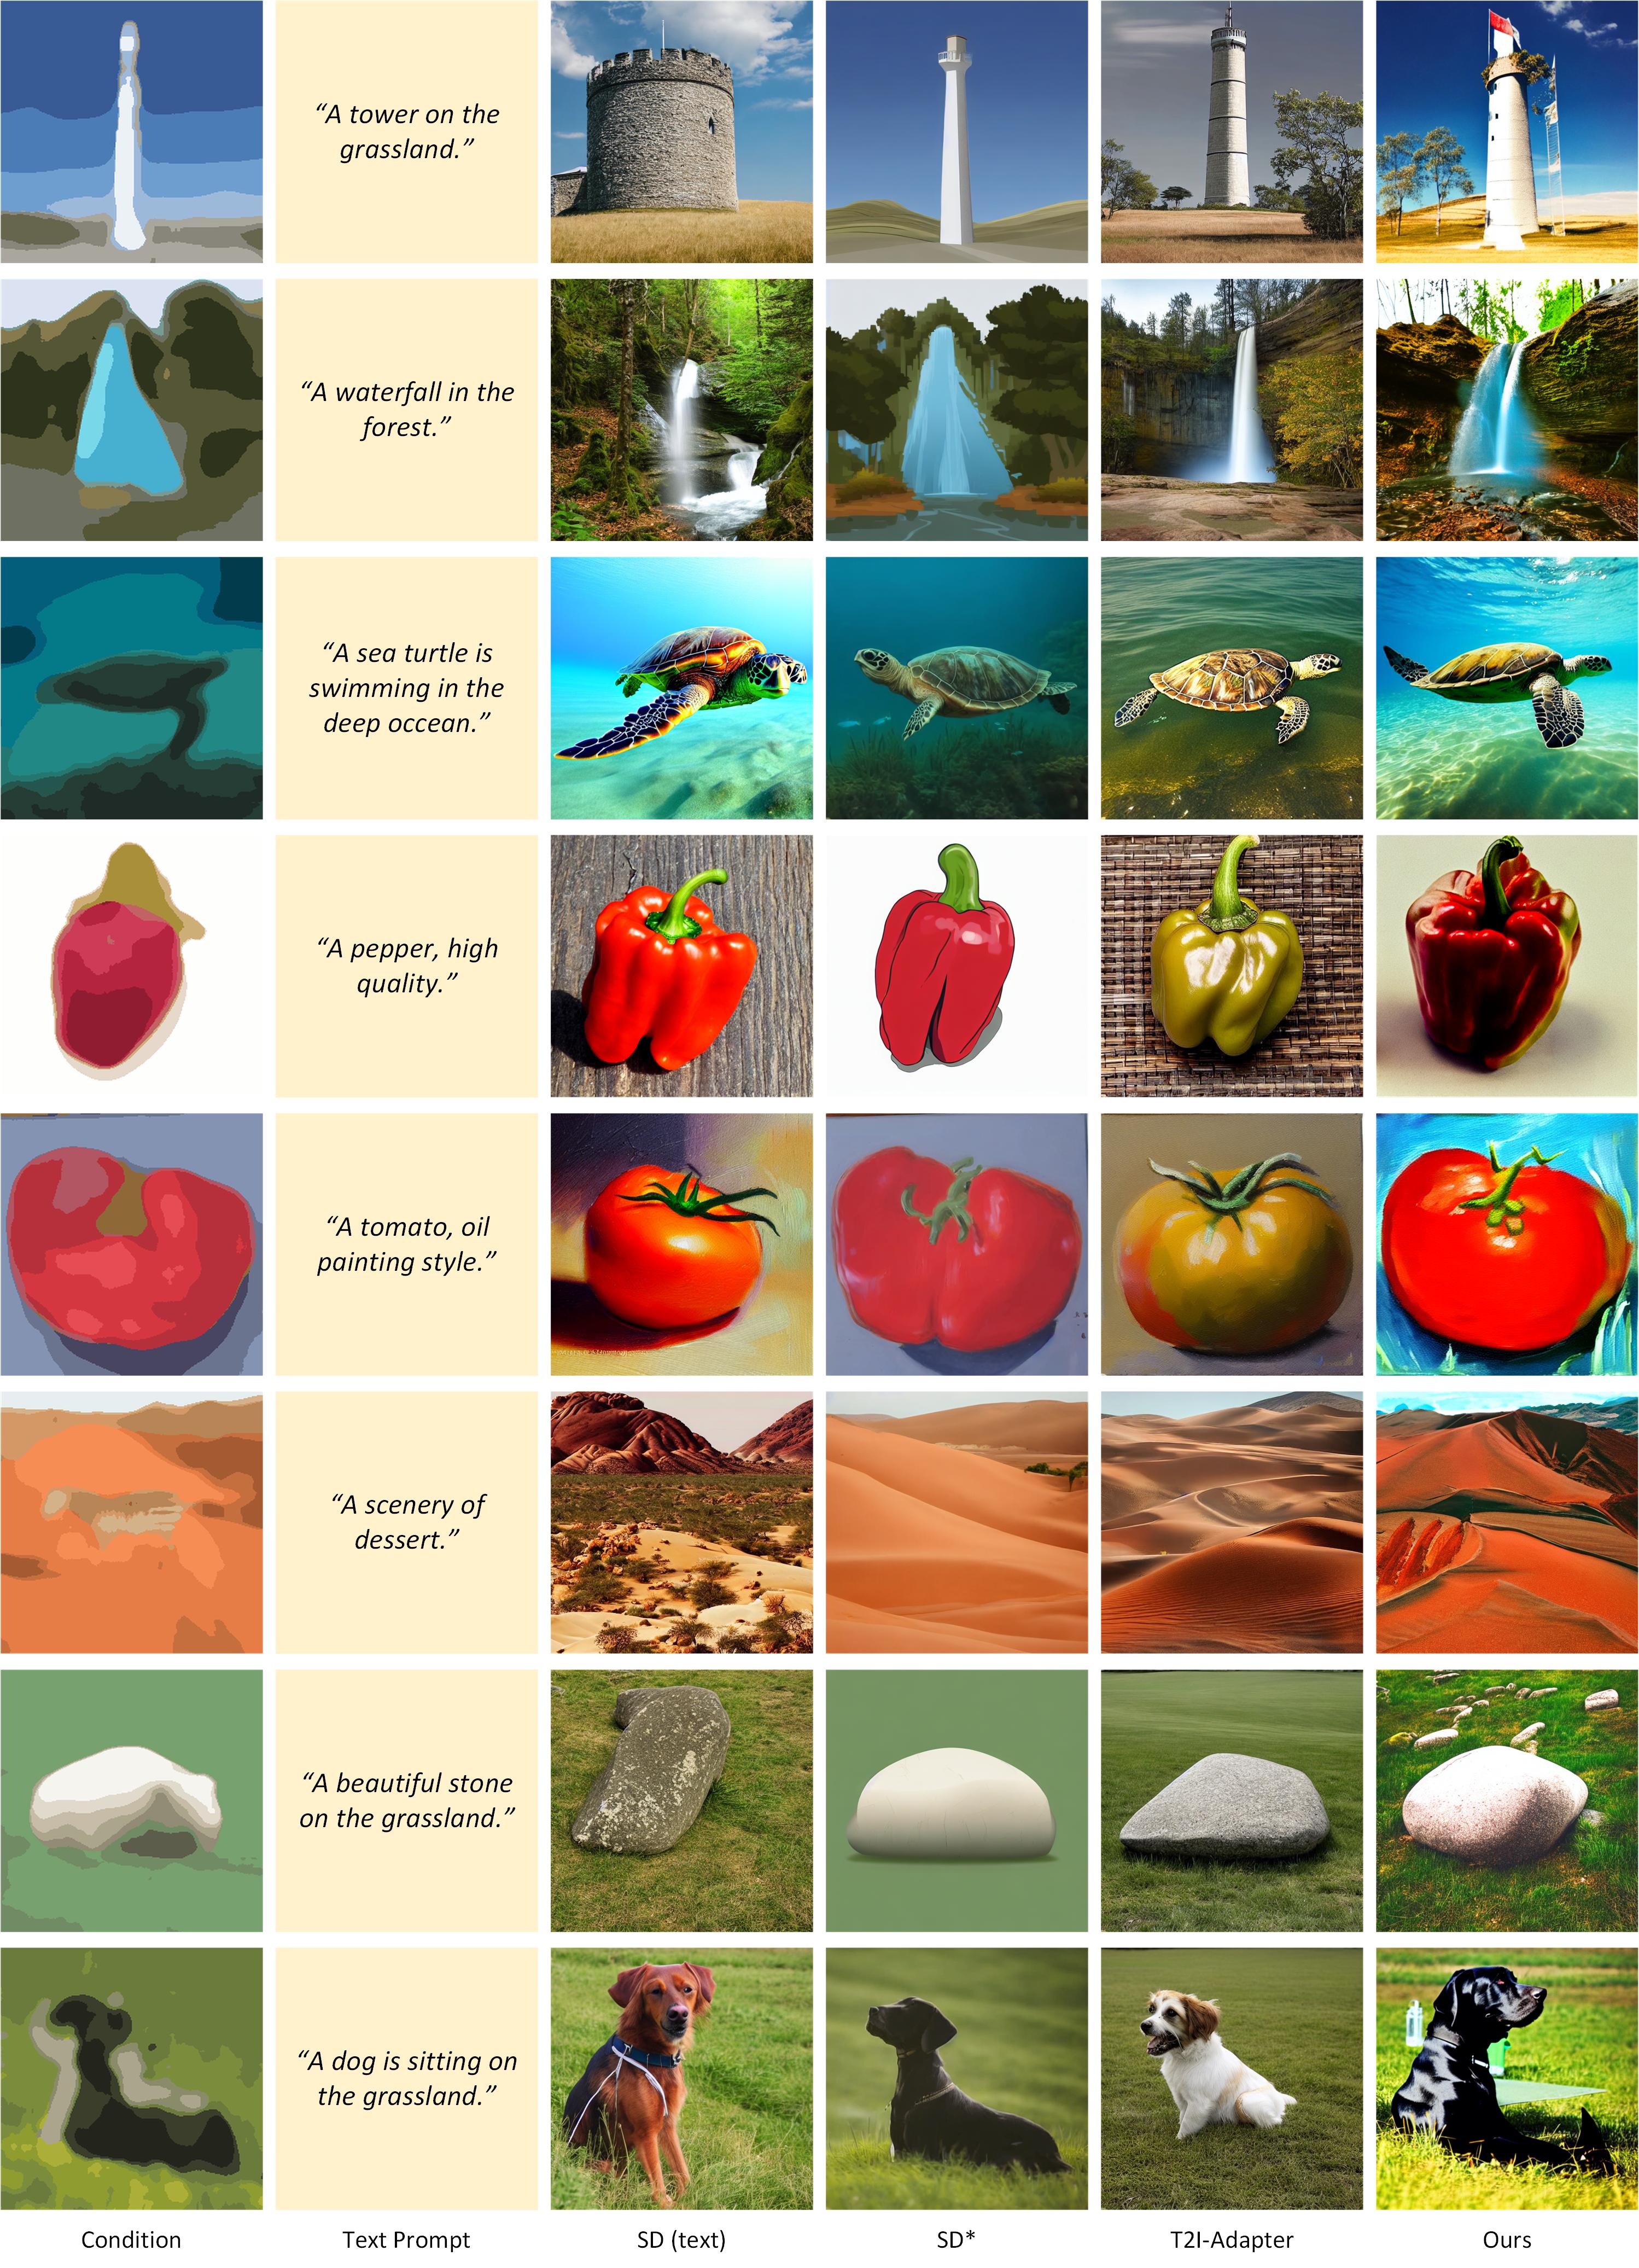 “A tower on the
grassland.”
“A waterfall in the
forest.”
“A sea turtle is
swimming in the
deep occean.”
“A pepper, high
quality.”
“A tomato, oil
painting style.”
“A scenery of
dessert.”
“A beautiful stone
on the grassland.”
“A dog is sitting on
the grassland.”
Condition
Text Prompt
SD (text)
SD*
T2I-Adapter
Ours